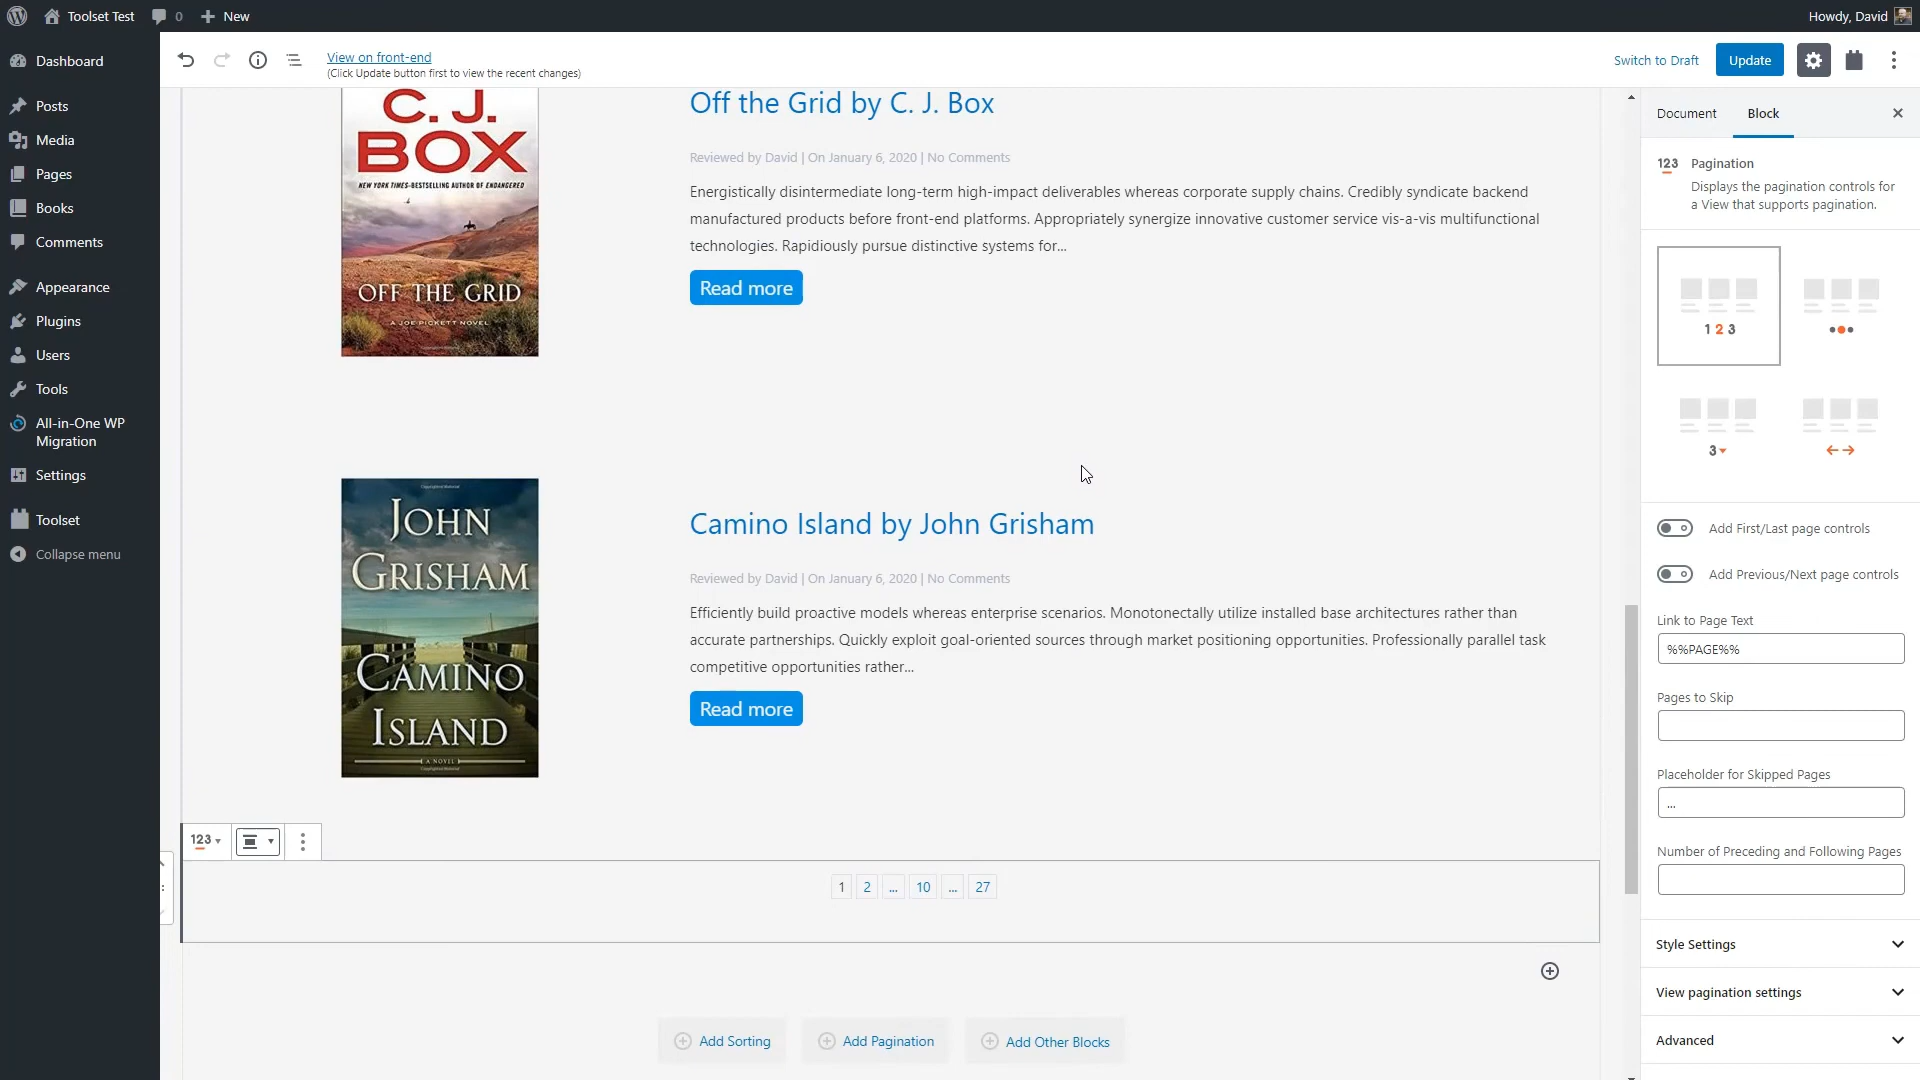 Toolset Test
0
New
Howdy, David
Dashboard
Posts
Media
Pages
Books
Comments
Appearance
Plugins
Users
Tools
All-in-One WP
Migration
Settings
Toolset
Collapse menu
View on front-end
(Click Update button first to view the recent changes)
Switch to Draft
Update
C. J.
BOX
NEW YORK TIMES-BESTSELLING AUTHOR OF ENDANGERED
OFF THE GRID
A JOE PICKETT NOVEL
Off the Grid by C. J. Box
Reviewed by David | On January 6, 2020 | No Comments
Energistically disintermediate long-term high-impact deliverables whereas corporate supply chains. Credibly syndicate backend
manufactured products before front-end platforms. Appropriately synergize innovative customer service vis-a-vis multifunctional
technologies. Rapidiously pursue distinctive systems for...
Read more
JOHN
GRISHAM
CAMINO
ISLAND
A NOVEL
Camino Island by John Grisham
Reviewed by David | On January 6, 2020 | No Comments
Efficiently build proactive models whereas enterprise scenarios. Monotonectally utilize installed base architectures rather than
accurate partnerships. Quickly exploit goal-oriented sources through market positioning opportunities. Professionally parallel task
competitive opportunities rather...
Read more
123
1 2 ... 10 ... 27
Add Sorting
Add Pagination
Add Other Blocks
Document
Block
123
Pagination
Displays the pagination controls for
a View that supports pagination.
1 2 3
3
Add First/Last page controls
Add Previous/Next page controls
Link to Page Text
%%PAGE%%
Pages to Skip
Placeholder for Skipped Pages
...
Number of Preceding and Following Pages
Style Settings
View pagination settings
Advanced